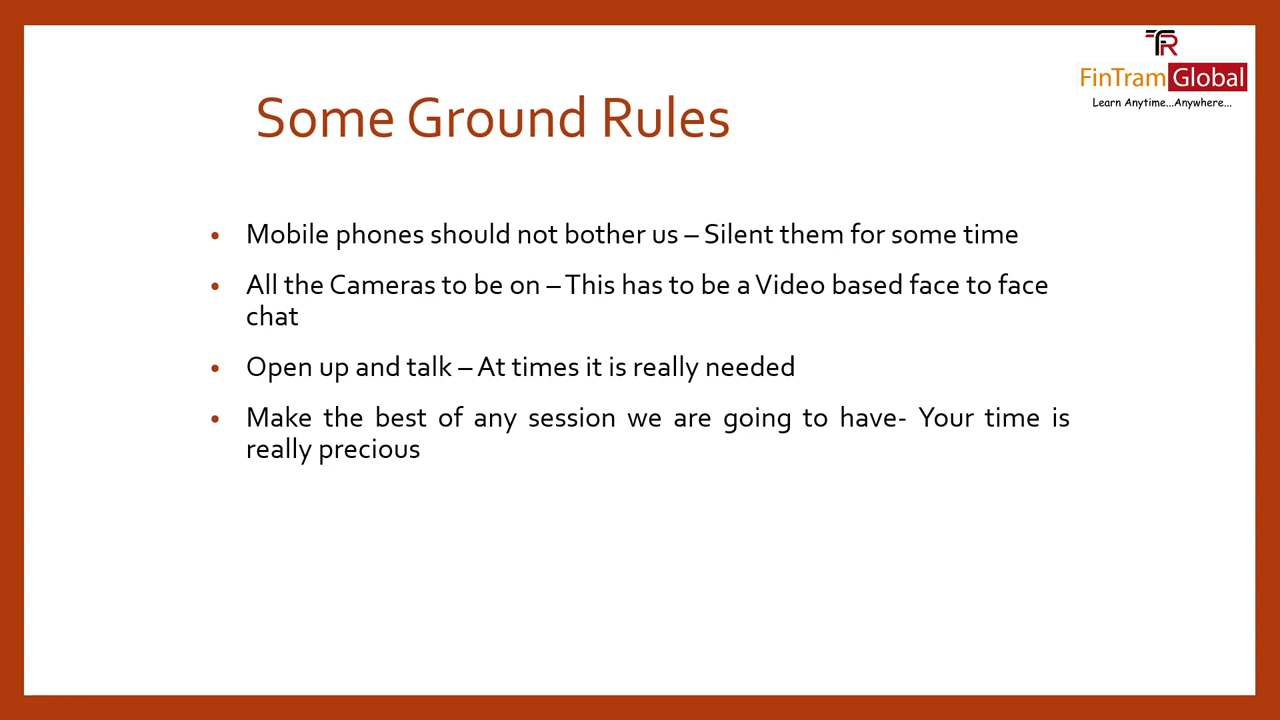 FinTram Global
Learn Anytime...Anywhere...
Some Ground Rules
• Mobile phones should not bother us – Silent them for some time
• All the Cameras to be on – This has to be a Video based face to face
chat
• Open up and talk – At times it is really needed
• Make the best of any session we are going to have- Your time is
really precious